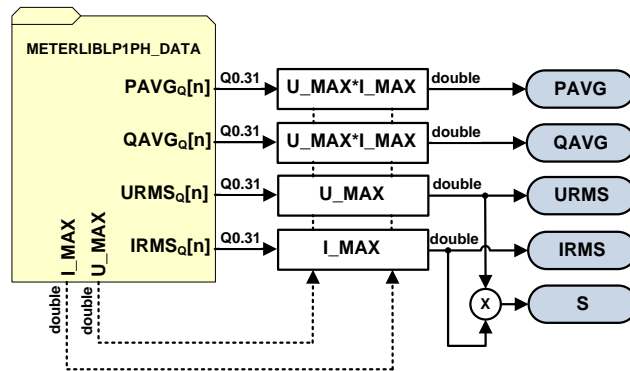 METERLIBLP1PH_DATA
PAVGQ[n] Q0.31 U_MAX*I_MAX double PAVG
QAVGQ[n] Q0.31 U_MAX*I_MAX double QAVG
URMSQ[n] Q0.31 U_MAX double URMS
IRMSQ[n] Q0.31 I_MAX double IRMS
I_MAX
U_MAX
X S
double
double